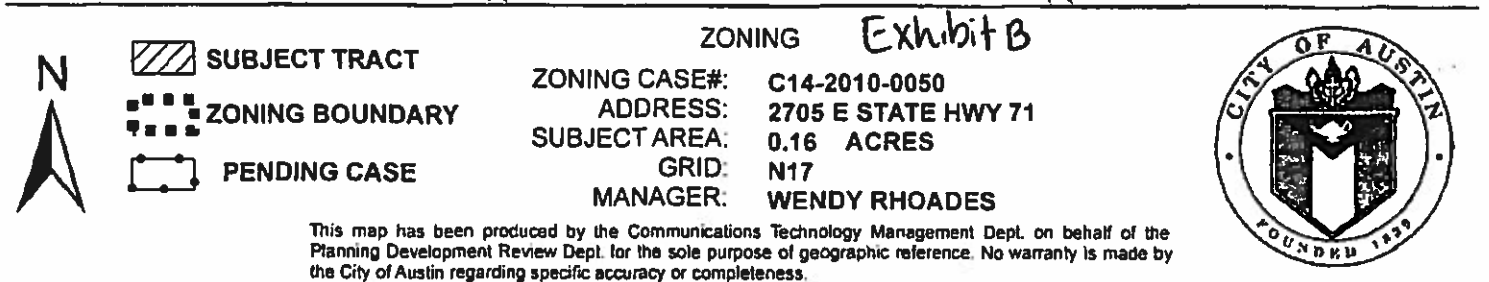 ZONING Exhibit B
N
SUBJECT TRACT
ZONING BOUNDARY
PENDING CASE
ZONING CASE#: C14-2010-0050
ADDRESS: 2705 E STATE HWY 71
SUBJECT AREA: 0.16 ACRES
GRID: N17
MANAGER: WENDY RHOADES
This map has been produced by the Communications Technology Management Dept. on behalf of the
Planning Development Review Dept. for the sole purpose of geographic reference. No warranty is made by
the City of Austin regarding specific accuracy or completeness.
CITY OF AUSTIN
FOUNDED 1839